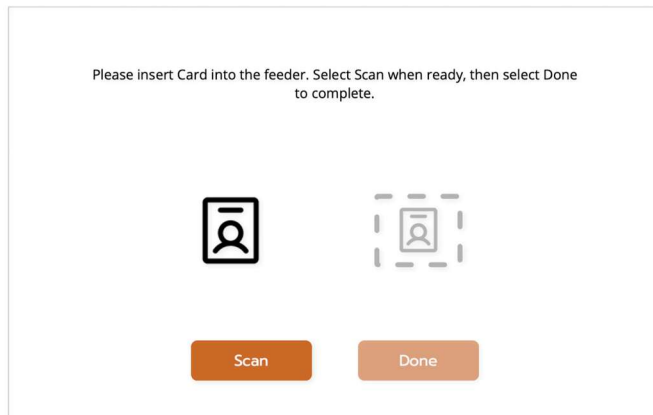 Please insert Card into the feeder. Select Scan when ready, then select Done
to complete.
Scan
Done